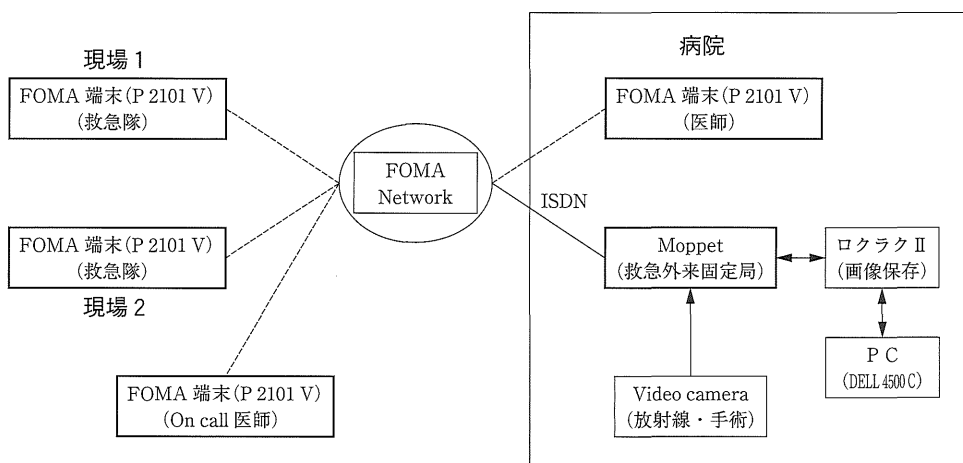 現場1
FOMA 端末(P 2101 V)
(救急隊)
FOMA 端末(P 2101 V)
(救急隊)
現場2
FOMA 端末(P 2101 V)
(On call 医師)
FOMA
Network
ISDN
病院
FOMA 端末(P 2101 V)
(医師)
Moppet
(救急外来固定局)
ロクラクⅡ
(画像保存)
P C
(DELL 4500 C)
Video camera
(放射線・手術)